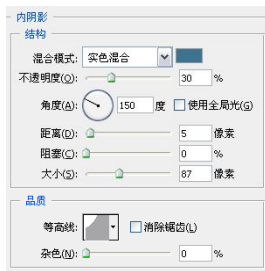 内阴影
结构
混合模式: 实色混合
不透明度(O): 30 %
角度(A): 150 度 使用全局光(G)
距离(D): 5 像素
阻塞(C): 0 %
大小(S): 87 像素
品质
等高线: 消除锯齿(L)
杂色(N): 0 %